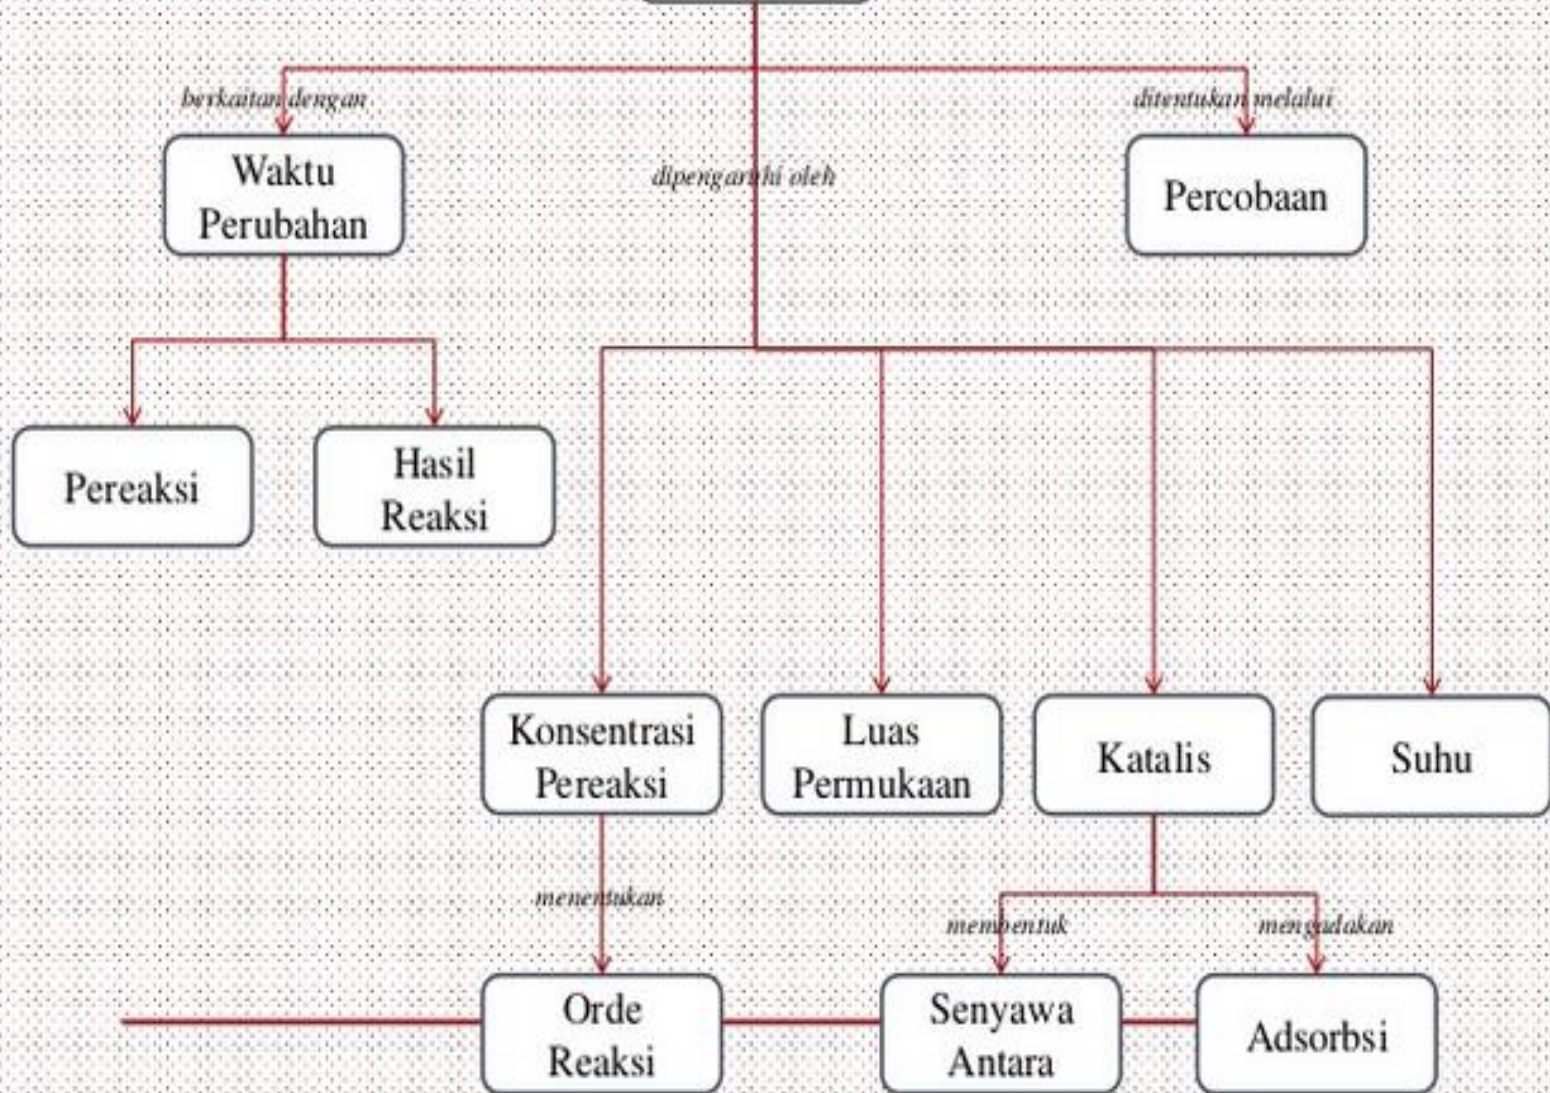 berkaitan dengan
ditentukan melalui
Waktu
Perubahan
dipengaruhi oleh
Percobaan
Pereaksi
Hasil
Reaksi
Konsentrasi
Pereaksi
Luas
Permukaan
Katalis
Suhu
menentukan
membentuk
mengadakan
Orde
Reaksi
Senyawa
Antara
Adsorbsi